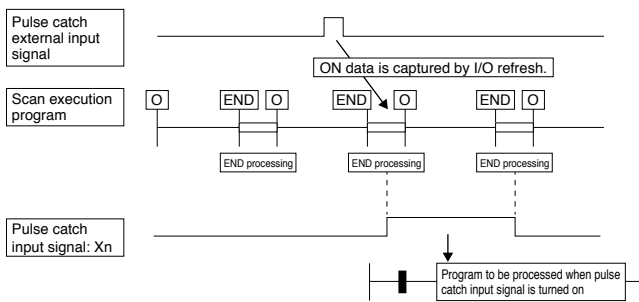 Pulse catch
external input
signal
ON data is captured by I/O refresh.
Scan execution
program
O END O END O END O
END processing END processing END processing
Pulse catch
input signal: Xn
Program to be processed when pulse
catch input signal is turned on